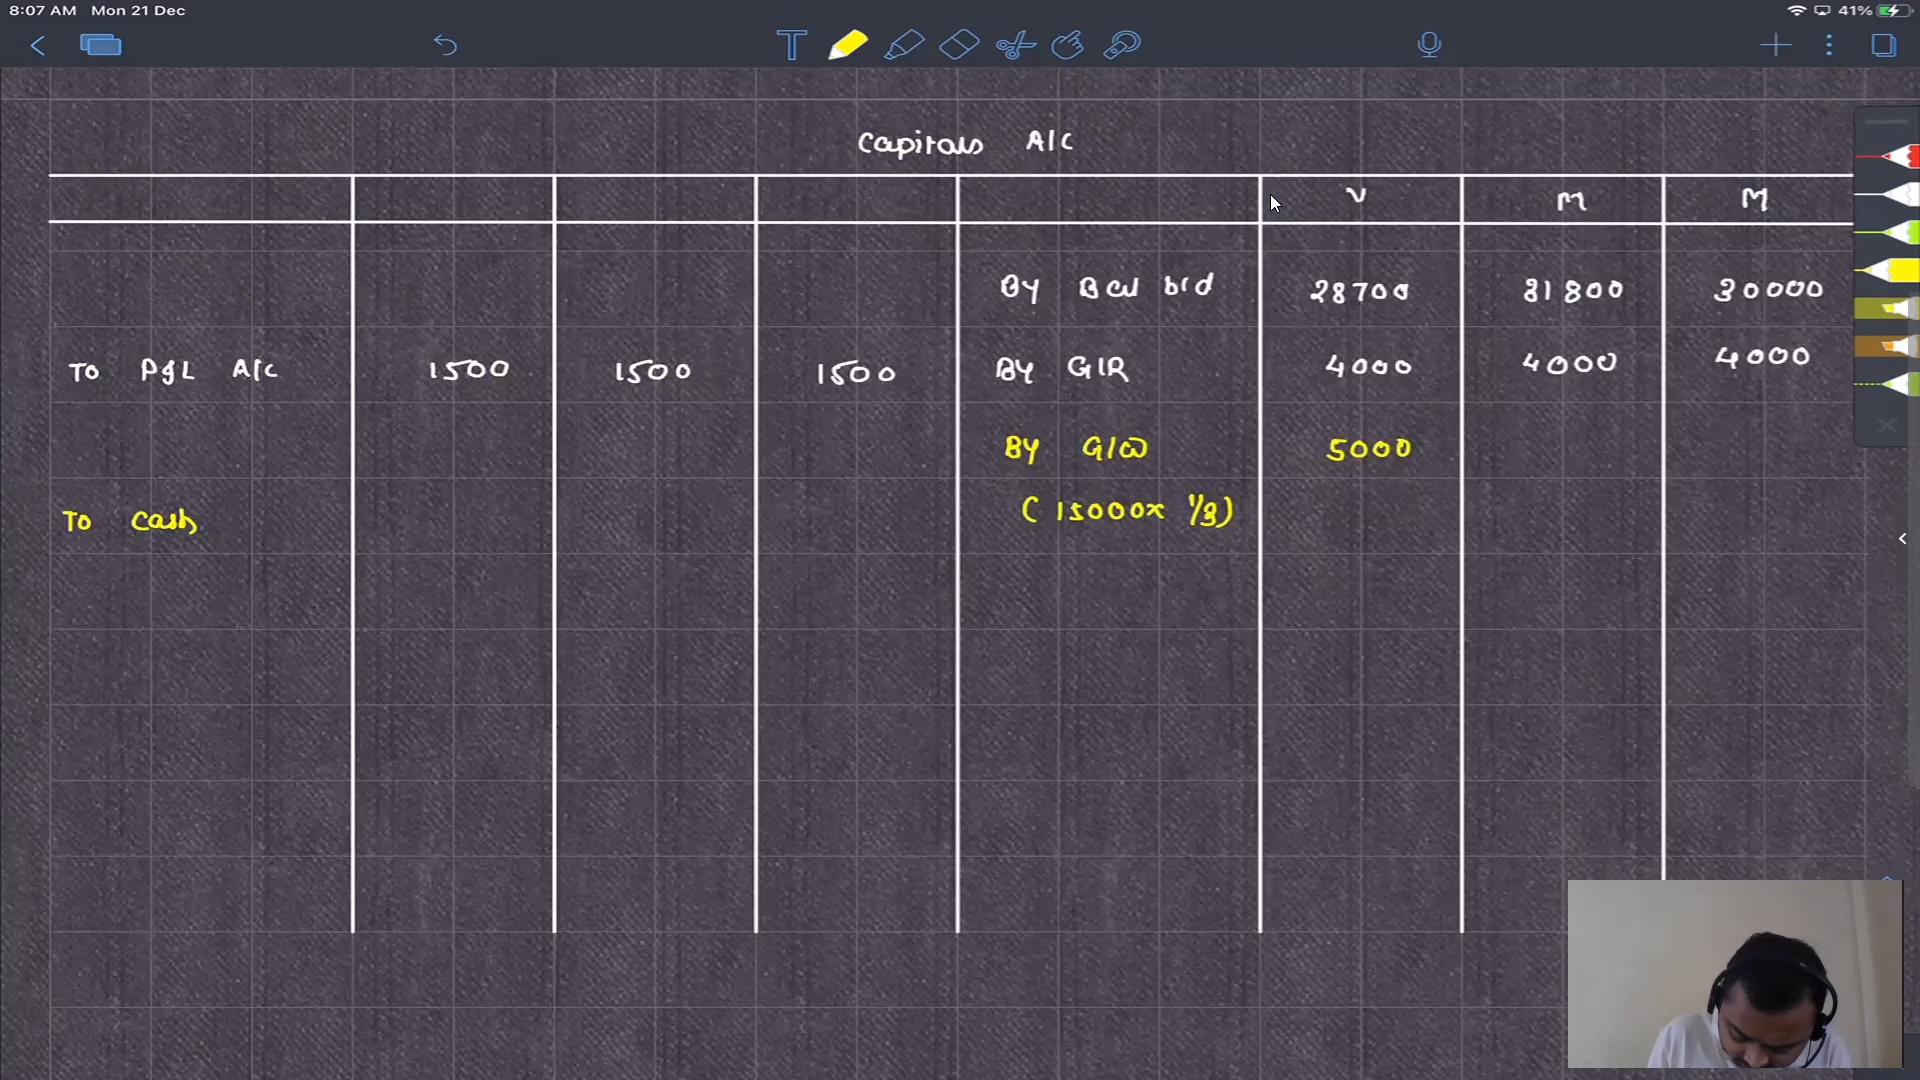 8:07 AM Mon 21 Dec
41%
T
Capitals A/C
V M M
By Bal b/d 28700 31800 30000
To P&L A/c 1500 1500 1500 By G/R 4000 4000 4000
By G/W 5000
To Cash (15000x 1/3)